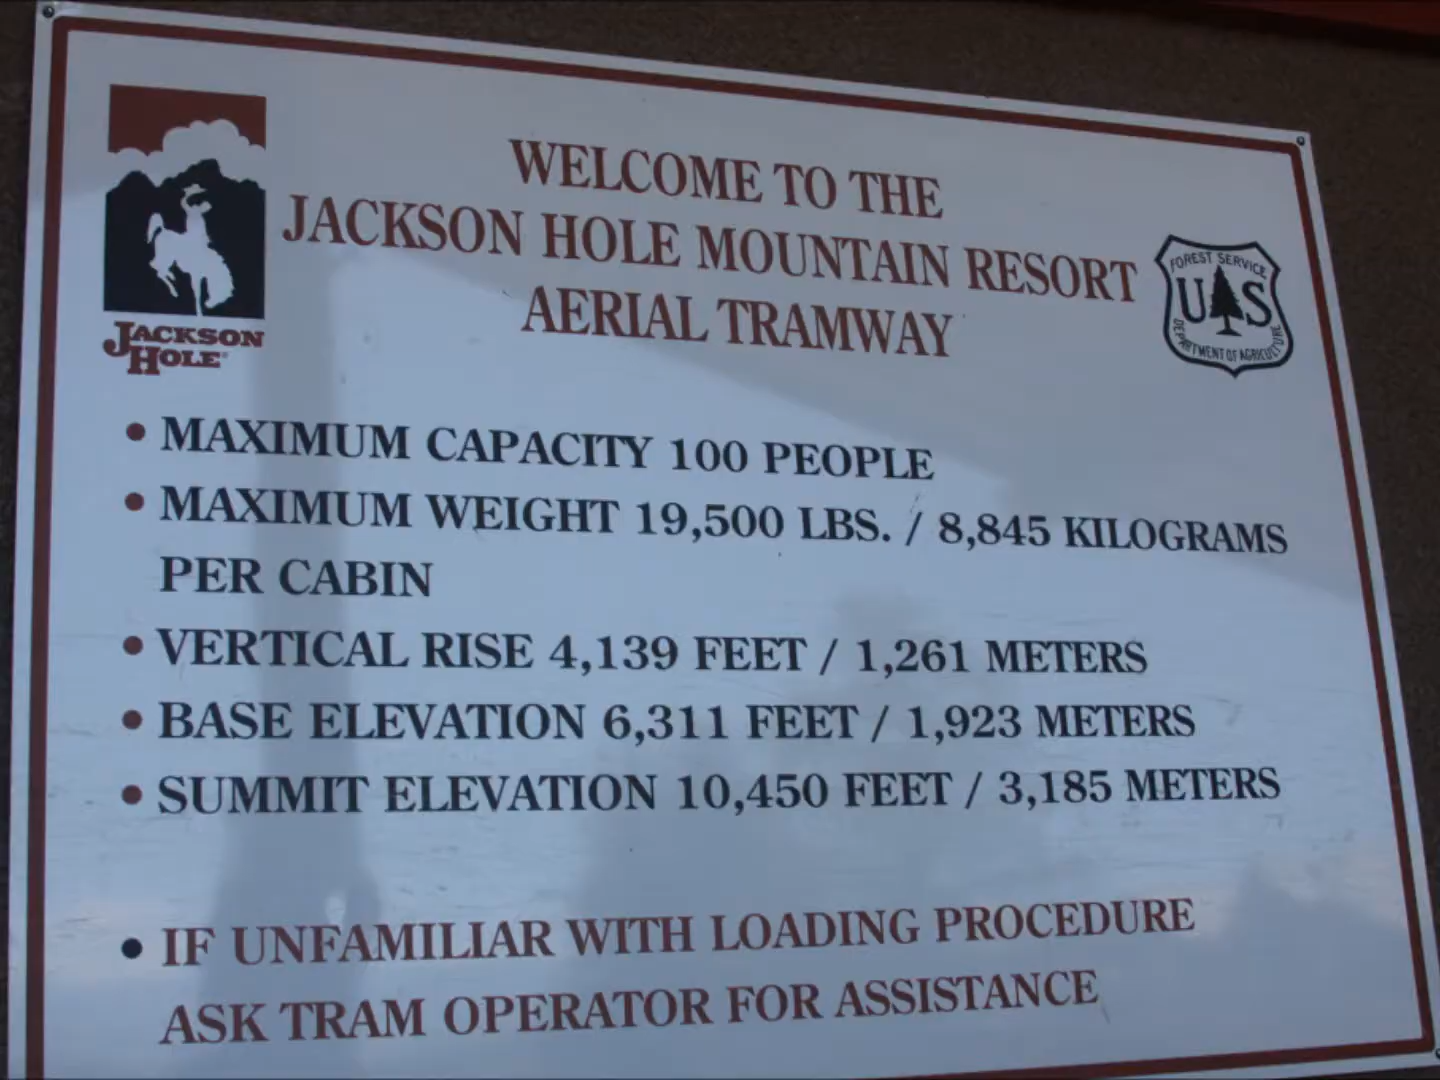 WELCOME TO THE
JACKSON HOLE MOUNTAIN RESORT
AERIAL TRAMWAY
JACKSON
HOLE®
FOREST SERVICE
U S
DEPARTMENT OF AGRICULTURE
• MAXIMUM CAPACITY 100 PEOPLE
• MAXIMUM WEIGHT 19,500 LBS. / 8,845 KILOGRAMS
PER CABIN
• VERTICAL RISE 4,139 FEET / 1,261 METERS
• BASE ELEVATION 6,311 FEET / 1,923 METERS
• SUMMIT ELEVATION 10,450 FEET / 3,185 METERS
• IF UNFAMILIAR WITH LOADING PROCEDURE
ASK TRAM OPERATOR FOR ASSISTANCE